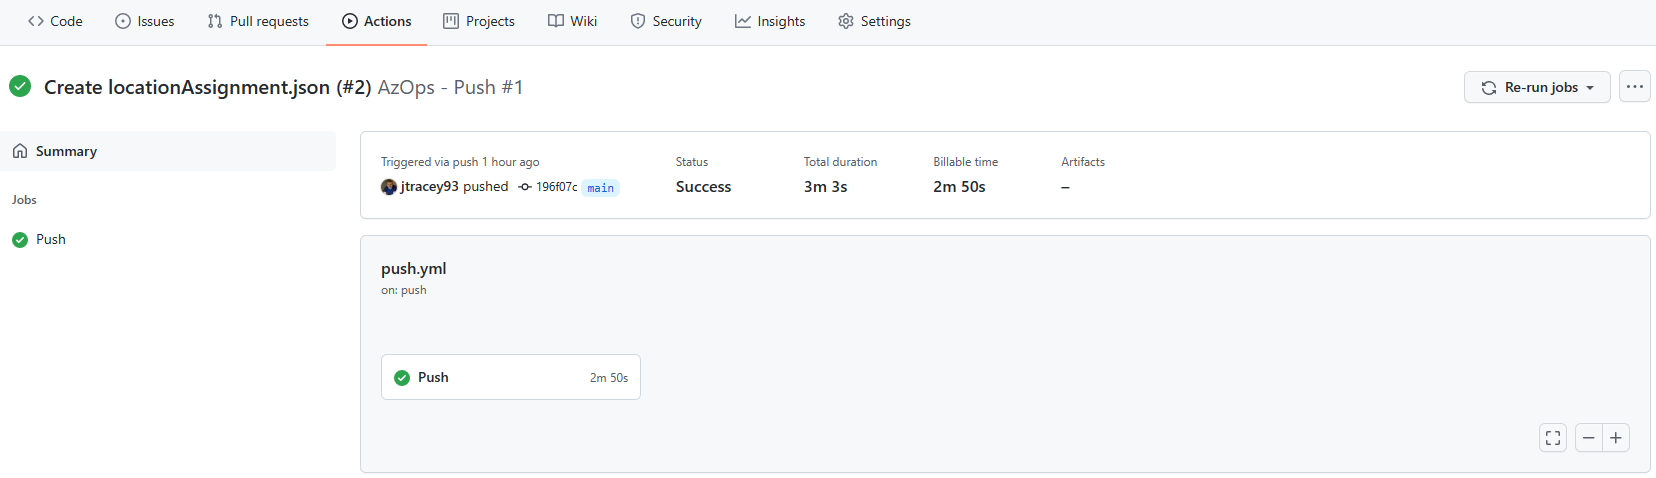 Code Issues Pull requests Actions Projects Wiki Security Insights Settings
Create locationAssignment.json (#2) AzOps - Push #1
Re-run jobs
Summary
Jobs
Push
Triggered via push 1 hour ago
jtracey93 pushed 196f07c main
Status
Success
Total duration
3m 3s
Billable time
2m 50s
Artifacts
–
push.yml
on: push
Push 2m 50s